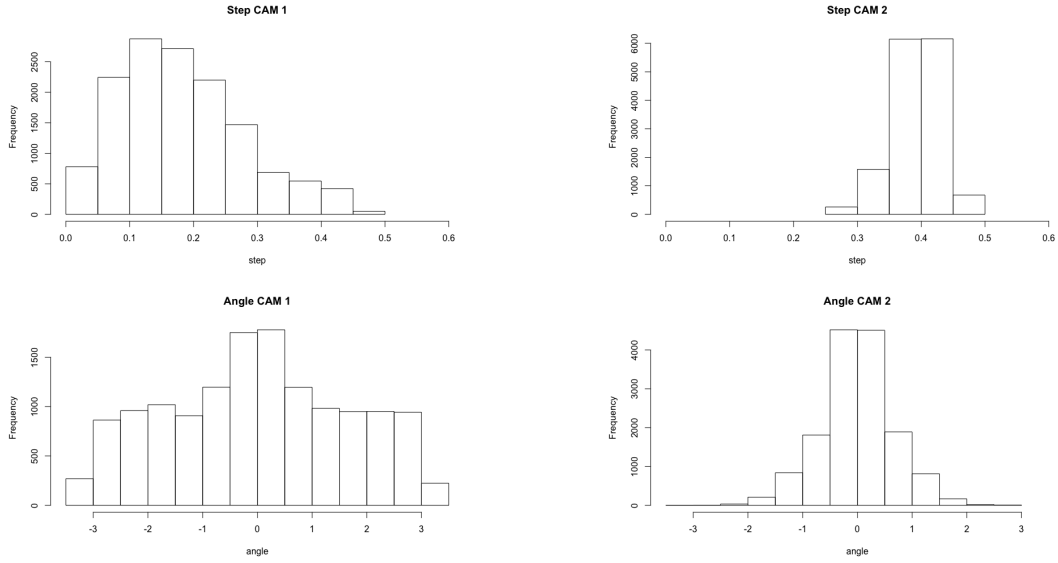 Step CAM 1
Frequency
0 500 1000 1500 2000 2500
0.0 0.1 0.2 0.3 0.4 0.5 0.6
step
Step CAM 2
Frequency
0 1000 2000 3000 4000 5000 6000
0.0 0.1 0.2 0.3 0.4 0.5 0.6
step
Angle CAM 1
Frequency
0 500 1000 1500
-3 -2 -1 0 1 2 3
angle
Angle CAM 2
Frequency
0 1000 2000 3000 4000
-3 -2 -1 0 1 2 3
angle